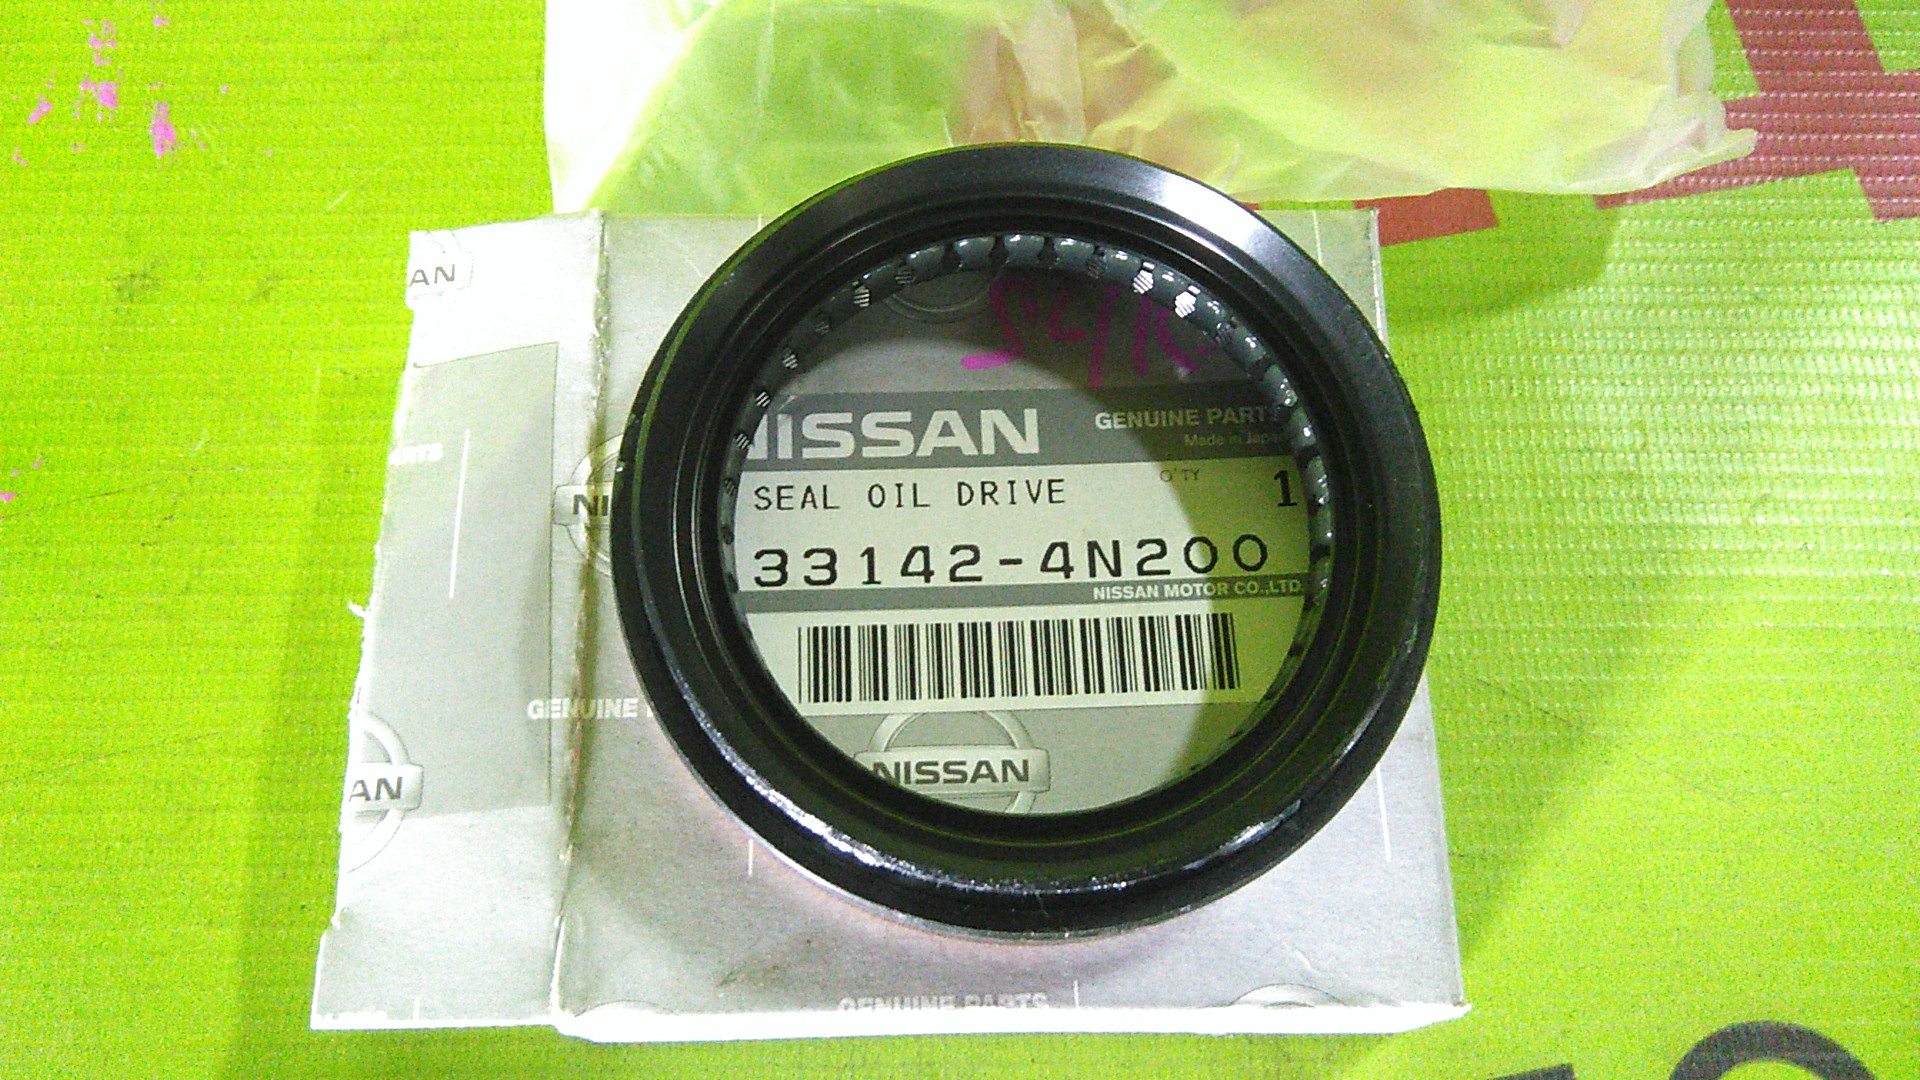 AN
NISSAN
GENUINE PARTS
Made in Japan
Q'TY
SEAL OIL DRIVE 1
33142-4N200
NISSAN MOTOR CO.,LTD.
NI
GENUINE
NISSAN
AN
GENUINE PARTS